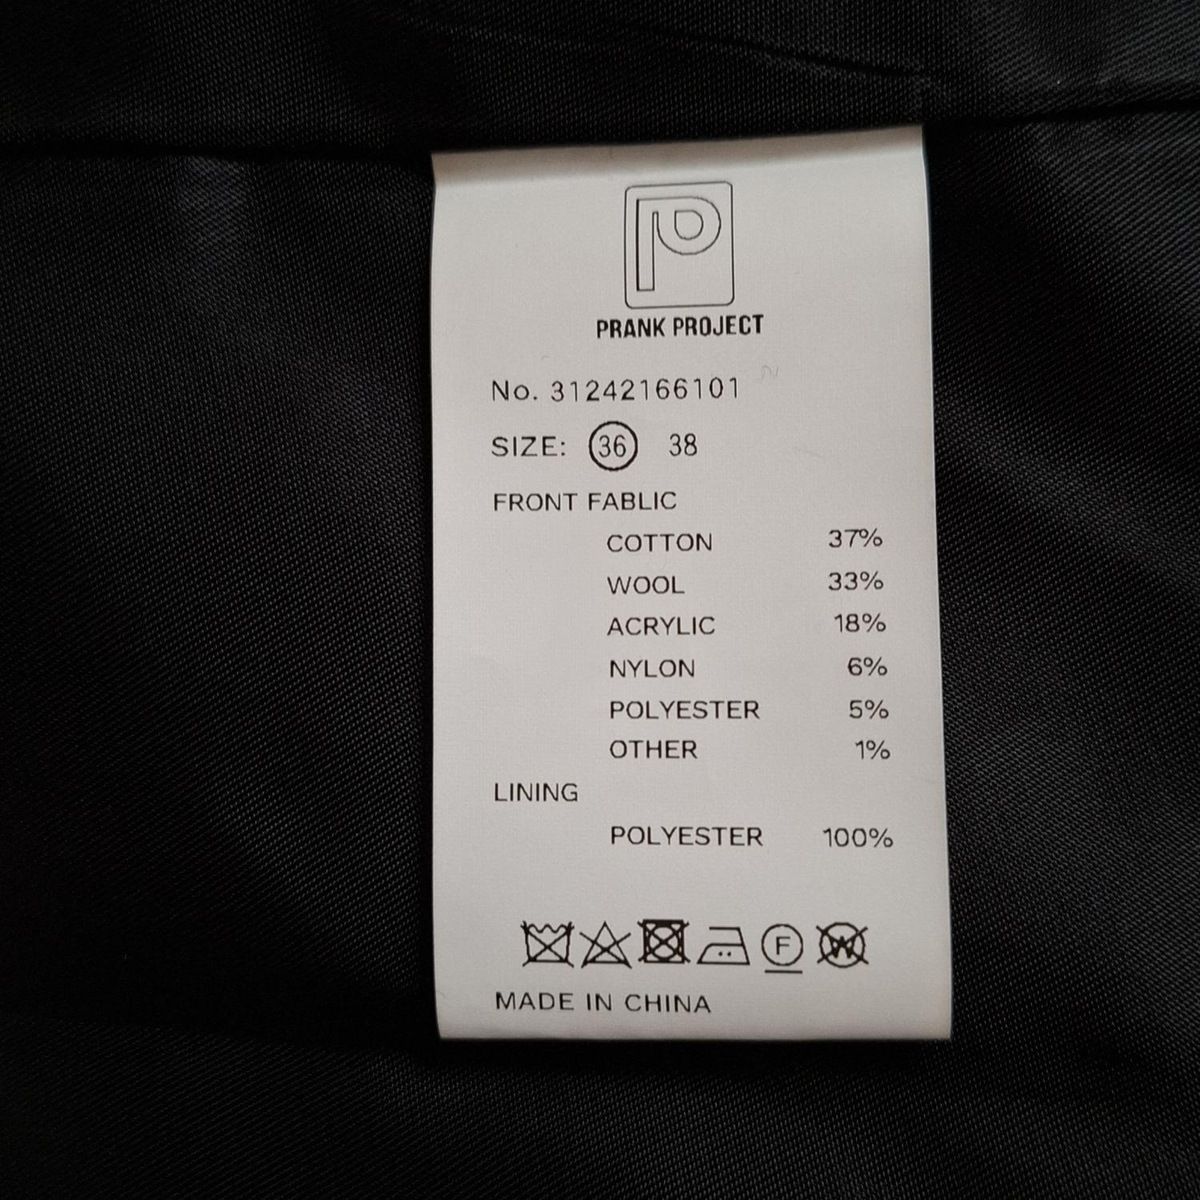 PRANK PROJECT
No. 31242166101
SIZE: 36 38
FRONT FABLIC
COTTON 37%
WOOL 33%
ACRYLIC 18%
NYLON 6%
POLYESTER 5%
OTHER 1%
LINING
POLYESTER 100%
F W
MADE IN CHINA